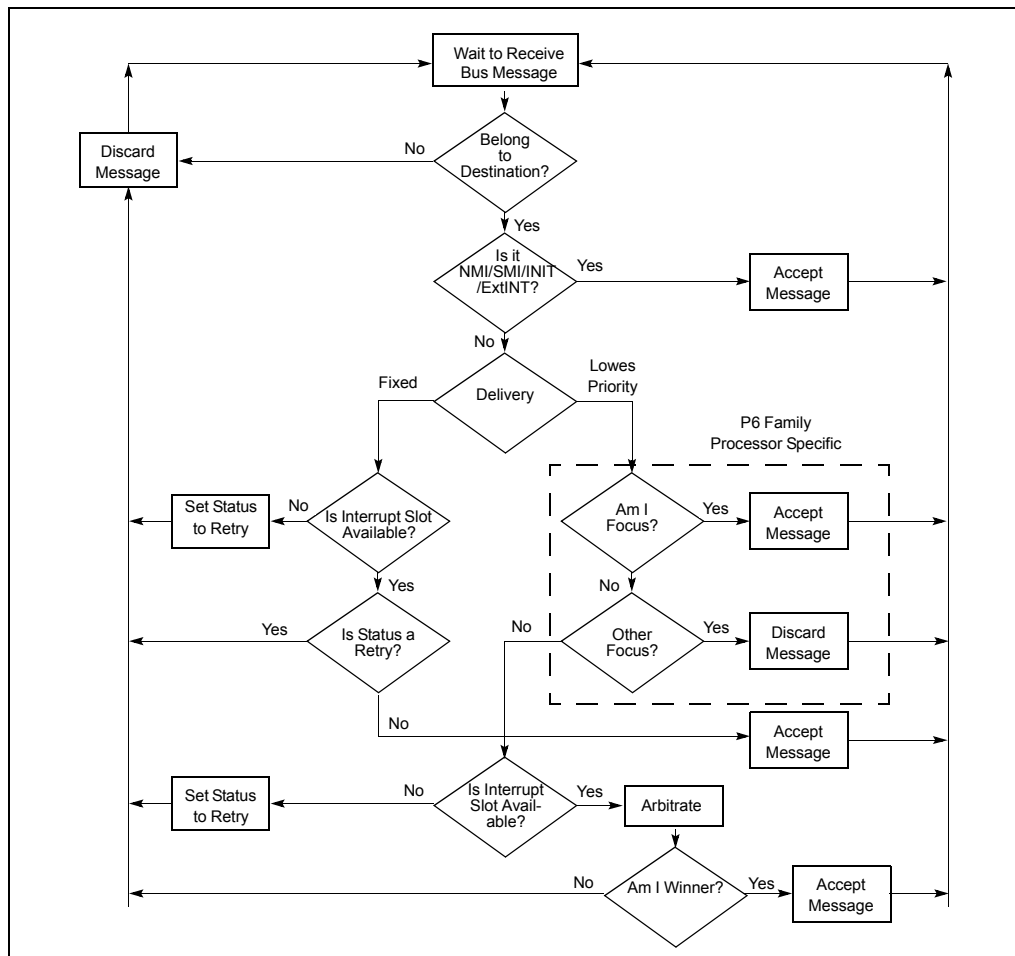 Wait to Receive
Bus Message
Belong
to
Destination?
No
Discard
Message
Yes
Is it
NMI/SMI/INIT
/ExtINT?
Yes
Accept
Message
No
Delivery
Fixed
Lowes
Priority
P6 Family
Processor Specific
Set Status
to Retry
No
Is Interrupt Slot
Available?
Am I
Focus?
Yes
Accept
Message
Yes
No
Yes
Is Status a
Retry?
No
Other
Focus?
Yes
Discard
Message
No
Accept
Message
Set Status
to Retry
No
Is Interrupt
Slot Avail-
able?
Yes
Arbitrate
No
Am I Winner?
Yes
Accept
Message